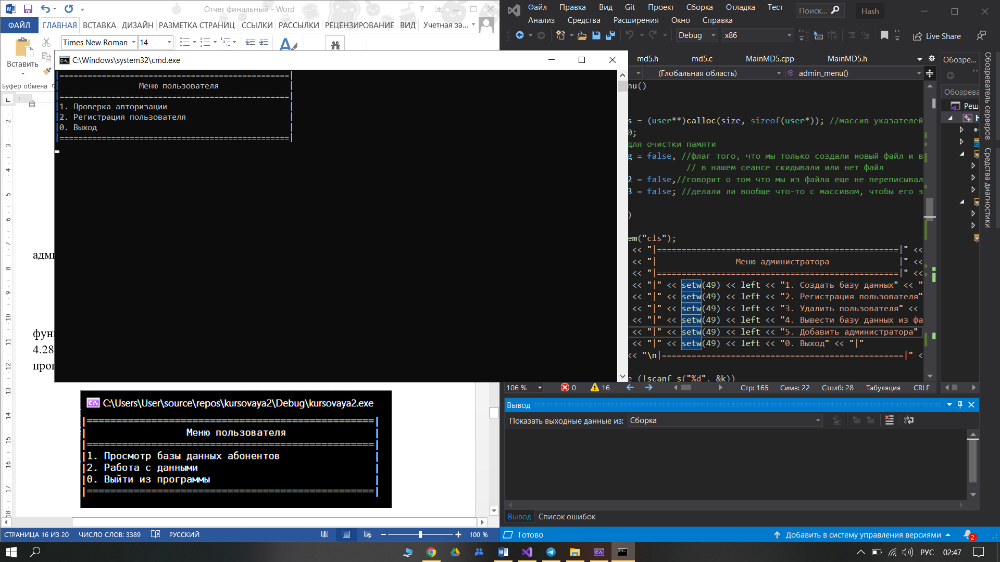 Отчет финальный - Word
ФАЙЛ ГЛАВНАЯ ВСТАВКА ДИЗАЙН РАЗМЕТКА СТРАНИЦ ССЫЛКИ РАССЫЛКИ РЕЦЕНЗИРОВАНИЕ ВИД Учетная за...
Times New Roman 14
Вставить
Буфер обмена
C:\Windows\system32\cmd.exe
|=================================================|
| Меню пользователя |
|=================================================|
|1. Проверка авторизации |
|2. Регистрация пользователя |
|0. Выход |
|=================================================|
4.28
C:\Users\User\source\repos\kursovaya2\Debug\kursovaya2.exe
|=================================================|
| Меню пользователя |
|=================================================|
|1. Просмотр базы данных абонентов |
|2. Работа с данными |
|0. Выйти из программы |
|=================================================|
СТРАНИЦА 16 ИЗ 20 ЧИСЛО СЛОВ: 3389 РУССКИЙ 100 %
Файл Правка Вид Git Проект Сборка Отладка Тест
Анализ Средства Расширения Окно Справка
Поиск... Hash
Debug x86 Live Share
md5.h md5.c MainMD5.cpp MainMD5.h
(Глобальная область) admin_menu()
nu()
s = (user**)calloc(size, sizeof(user*)); //массив указателей
0;
для очистки памяти
g = false, //флаг того, что мы только создали новый файл и в
// в нашем сеансе скидывали или нет файл
2 = false,//говорит о том что мы из файла еще не переписывал
3 = false; //делали ли вообще что-то с массивом, чтобы его з
)
em("cls");
<< "|=================================================|" <<
<< "| Меню администратора |" <<
<< "|=================================================|" <<
<< "|" << setw(49) << left << "1. Создать базу данных" << "
<< "|" << setw(49) << left << "2. Регистрация пользователя"
<< "|" << setw(49) << left << "3. Удалить пользователя" <<
<< "|" << setw(49) << left << "4. Вывести базу данных из фа
<< "|" << setw(49) << left << "5. Добавить администратора"
<< "|" << setw(49) << left << "0. Выход" << "|"
<< "\n|=================================================|" <
e (!scanf_s("%d", &k))
106 % 0 16 Стр: 165 Симв: 22 Столб: 28 Табуляция CRLF
Вывод
Показать выходные данные из: Сборка
Вывод Список ошибок
Готово Добавить в систему управления версиями 2
Обозре...
Обозрева
Реше
Обозреватель серверов
Средства диагностики
РУС 02:47